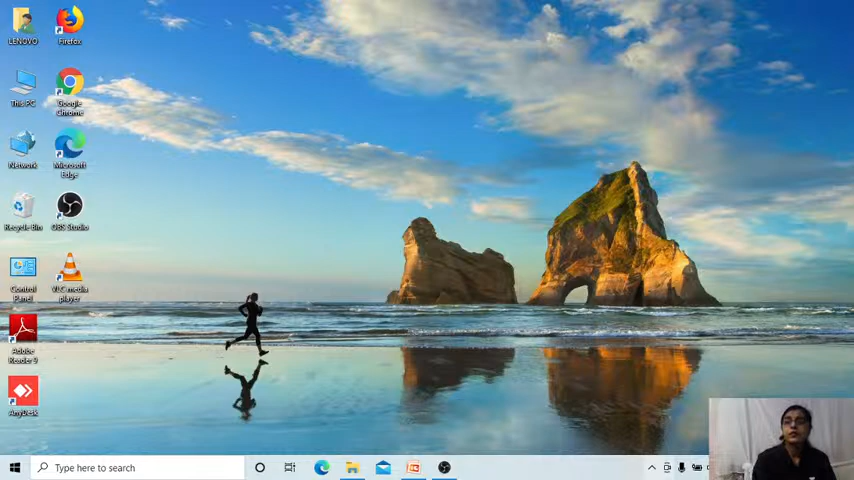 LENOVO
Firefox
This PC
Google
Chrome
Network
Microsoft
Edge
Recycle Bin
OBS Studio
Control
Panel
VLC media
player
Adobe
Reader 9
AnyDesk
Type here to search